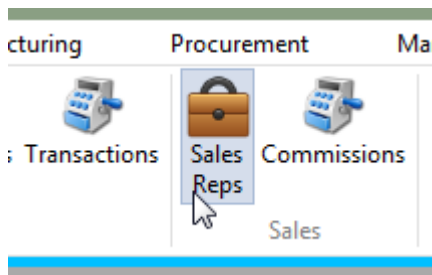 cturing Procurement Ma
s Transactions Sales Commissions
Reps
Sales